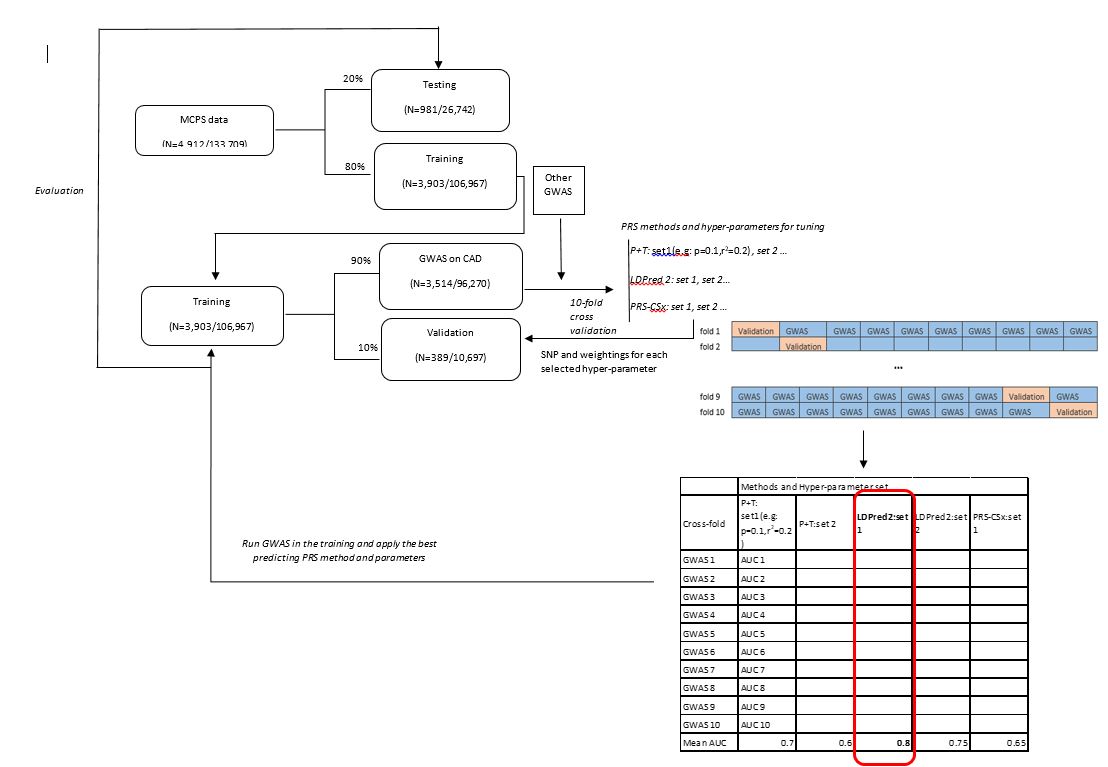 20%
Testing
(N=981/26,742)
MCPS data
(N=4,912/133,709)
80%
Training
(N=3,903/106,967)
Other
GWAS
Evaluation
PRS methods and hyper-parameters for tuning
P+T: set1(e.g: p=0.1,r²=0.2), set 2 ...
LDPred 2: set 1, set 2...
PRS-CSx: set 1, set 2 ...
90%
GWAS on CAD
(N=3,514/96,270)
Training
(N=3,903/106,967)
10-fold
cross
validation
10%
Validation
(N=389/10,697)
SNP and weightings for each
selected hyper-parameter
fold 1 Validation GWAS GWAS GWAS GWAS GWAS GWAS GWAS GWAS GWAS
fold 2 Validation
...
fold 9 GWAS GWAS GWAS GWAS GWAS GWAS GWAS GWAS Validation GWAS
fold 10 GWAS GWAS GWAS GWAS GWAS GWAS GWAS GWAS GWAS Validation
Run GWAS in the training and apply the best
predicting PRS method and parameters
Methods and Hyper-parameter set
Cross-fold
P+T:
set1(e.g:
p=0.1,r²=0.2
)
P+T:set 2
LDPred2:set
1
LDPred2:set
2
PRS-CSx:set
1
GWAS 1 AUC 1
GWAS 2 AUC 2
GWAS 3 AUC 3
GWAS 4 AUC 4
GWAS 5 AUC 5
GWAS 6 AUC 6
GWAS 7 AUC 7
GWAS 8 AUC 8
GWAS 9 AUC 9
GWAS 10 AUC 10
Mean AUC 0.7 0.6 0.8 0.75 0.65